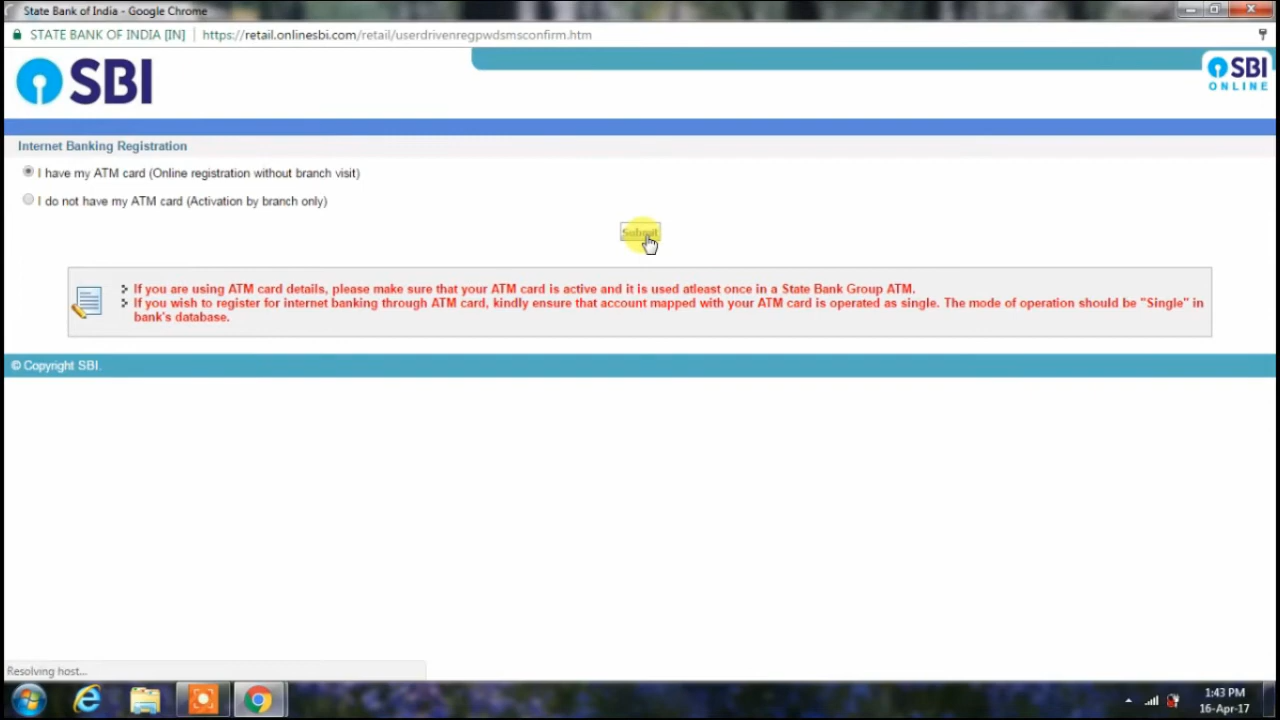 State Bank of India - Google Chrome
STATE BANK OF INDIA [IN] https://retail.onlinesbi.com/retail/userdrivenregpwdsmsconfirm.htm
SBI
SBI
ONLINE
Internet Banking Registration
I have my ATM card (Online registration without branch visit)
I do not have my ATM card (Activation by branch only)
Submit
If you are using ATM card details, please make sure that your ATM card is active and it is used atleast once in a State Bank Group ATM.
If you wish to register for internet banking through ATM card, kindly ensure that account mapped with your ATM card is operated as single. The mode of operation should be "Single" in
bank's database.
© Copyright SBI.
Resolving host...
1:43 PM
16-Apr-17